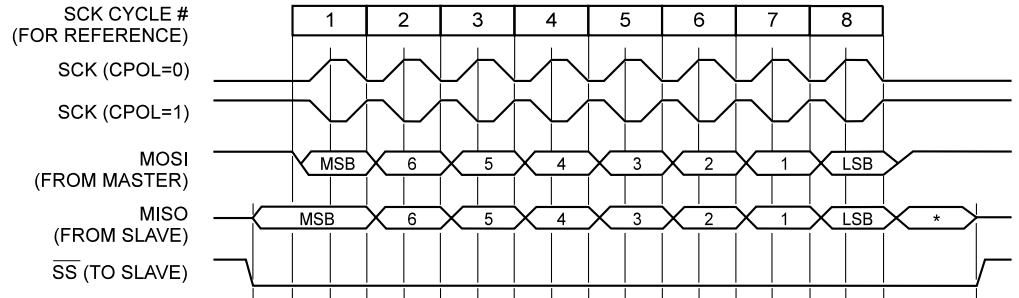 SCK CYCLE #
(FOR REFERENCE)
1 2 3 4 5 6 7 8
SCK (CPOL=0)
SCK (CPOL=1)
MOSI
(FROM MASTER)
MSB 6 5 4 3 2 1 LSB
MISO
(FROM SLAVE)
MSB 6 5 4 3 2 1 LSB *
SS (TO SLAVE)